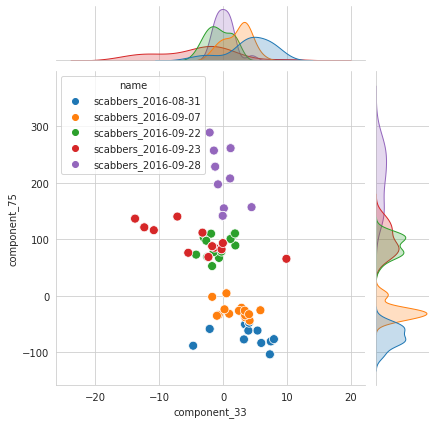 name
scabbers_2016-08-31
scabbers_2016-09-07
scabbers_2016-09-22
scabbers_2016-09-23
scabbers_2016-09-28
300
200
100
0
−100
component_75
−20
−10
0
10
20
component_33